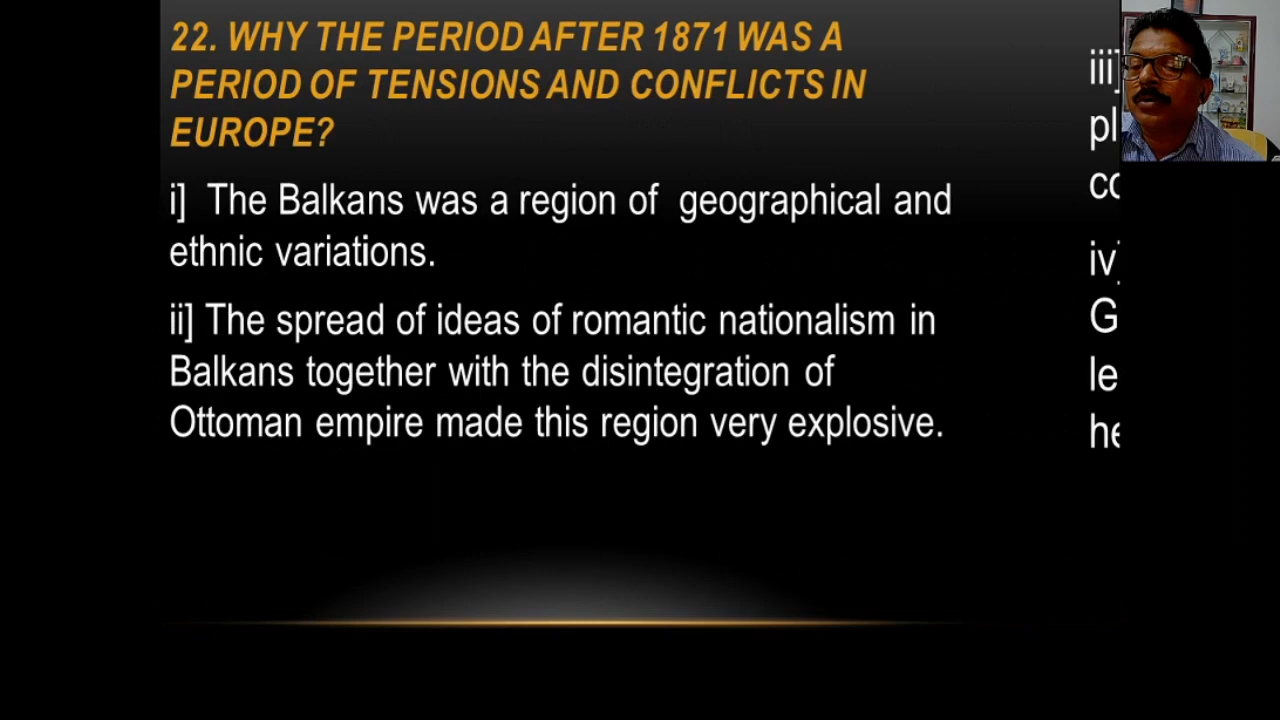 22. WHY THE PERIOD AFTER 1871 WAS A
PERIOD OF TENSIONS AND CONFLICTS IN
EUROPE?
i] The Balkans was a region of geographical and
ethnic variations.
ii] The spread of ideas of romantic nationalism in
Balkans together with the disintegration of
Ottoman empire made this region very explosive.
iii]
iv]